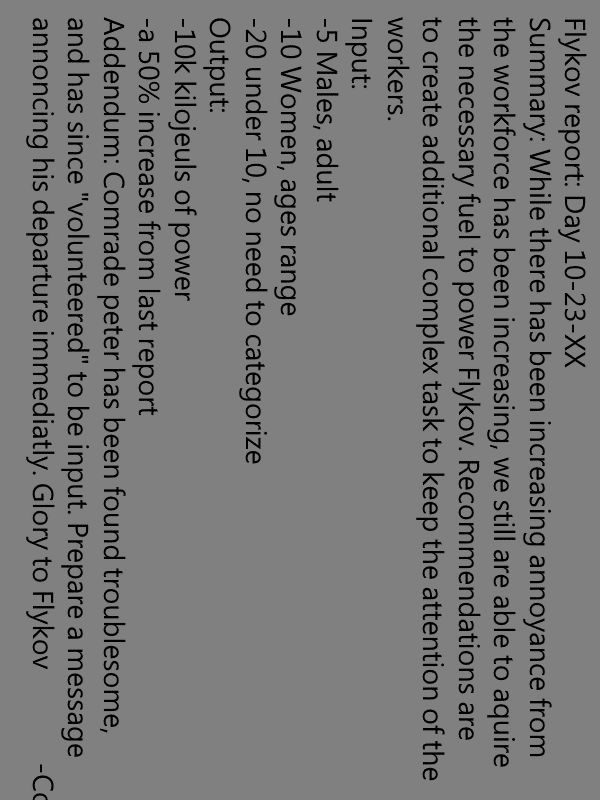 Flykov report: Day 10-23-XX
Summary: While there has been increasing annoyance from
the workforce has been increasing, we still are able to aquire
the necessary fuel to power Flykov. Recommendations are
to create additional complex task to keep the attention of the
workers.
Input:
-5 Males, adult
-10 Women, ages range
-20 under 10, no need to categorize
Output:
-10k kilojeuls of power
-a 50% increase from last report
Addendum: Comrade peter has been found troublesome,
and has since "volunteered" to be input. Prepare a message
annoncing his departure immediatly. Glory to Flykov